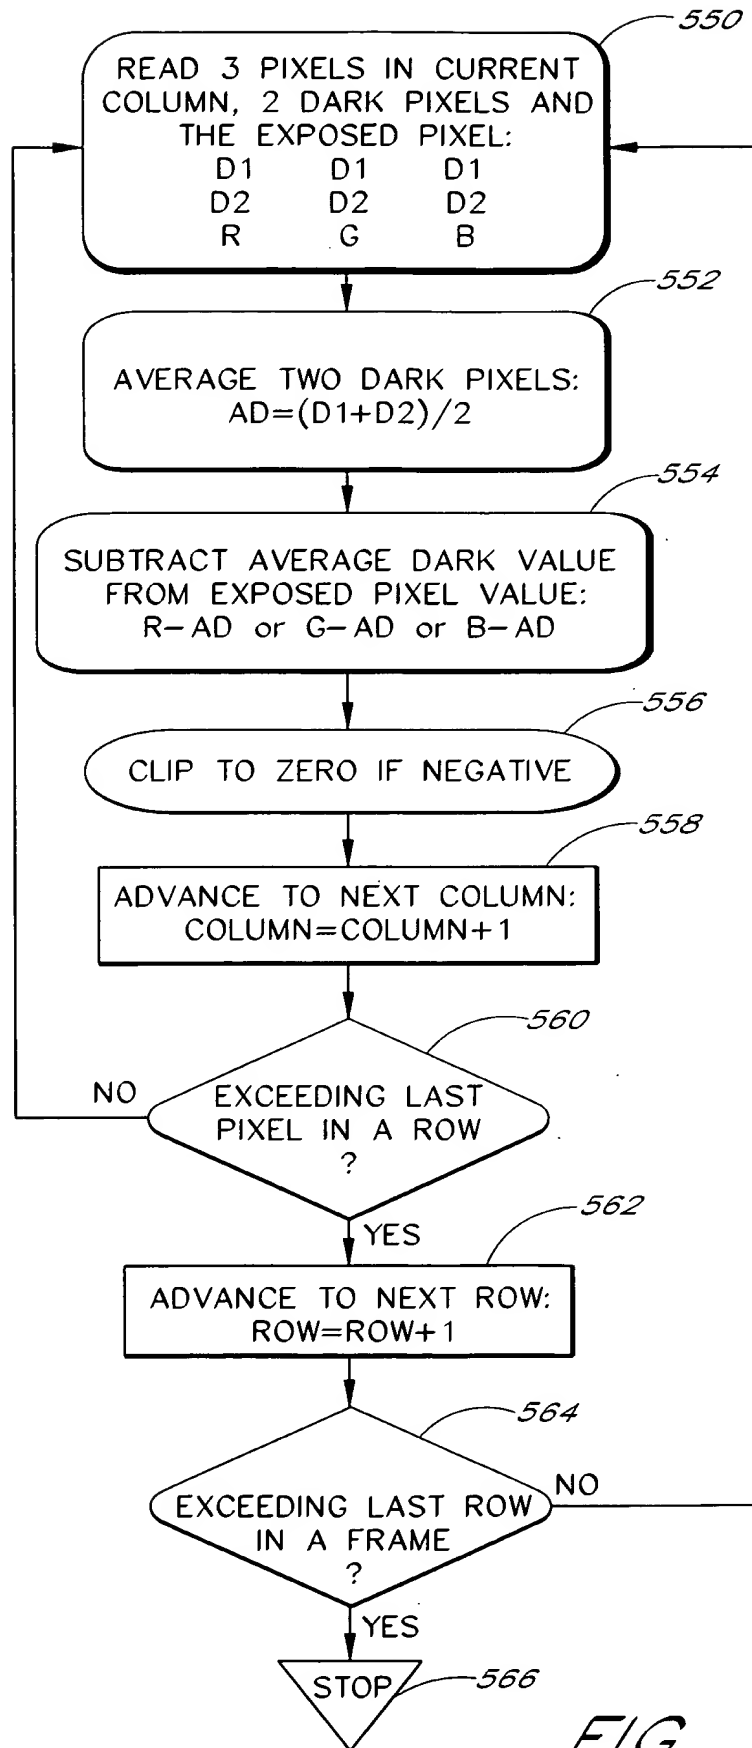 550
READ 3 PIXELS IN CURRENT
COLUMN, 2 DARK PIXELS AND
THE EXPOSED PIXEL:
D1 D1 D1
D2 D2 D2
R G B
552
AVERAGE TWO DARK PIXELS:
AD=(D1+D2)/2
554
SUBTRACT AVERAGE DARK VALUE
FROM EXPOSED PIXEL VALUE:
R-AD or G-AD or B-AD
556
CLIP TO ZERO IF NEGATIVE
558
ADVANCE TO NEXT COLUMN:
COLUMN=COLUMN+1
560
NO
EXCEEDING LAST
PIXEL IN A ROW
?
YES
562
ADVANCE TO NEXT ROW:
ROW=ROW+1
564
NO
EXCEEDING LAST ROW
IN A FRAME
?
YES
STOP
566
FIG